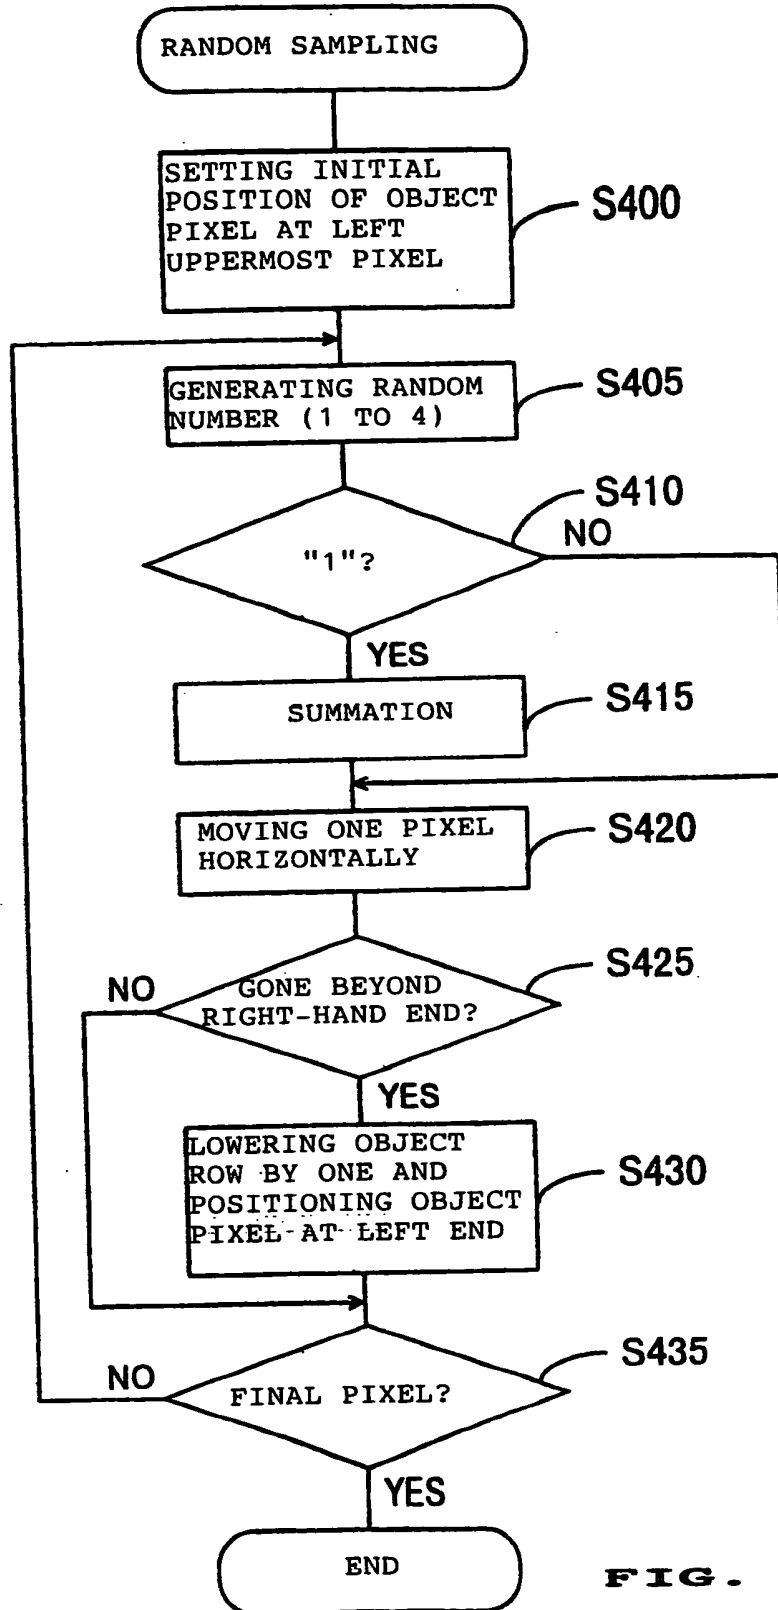 RANDOM SAMPLING
SETTING INITIAL
POSITION OF OBJECT
PIXEL AT LEFT
UPPERMOST PIXEL
S400
GENERATING RANDOM
NUMBER (1 TO 4)
S405
S410
"1"?
NO
YES
SUMMATION
S415
MOVING ONE PIXEL
HORIZONTALLY
S420
GONE BEYOND
RIGHT-HAND END?
S425
NO
YES
LOWERING OBJECT
ROW BY ONE AND
POSITIONING OBJECT
PIXEL AT LEFT END
S430
FINAL PIXEL?
S435
NO
YES
END
FIG.